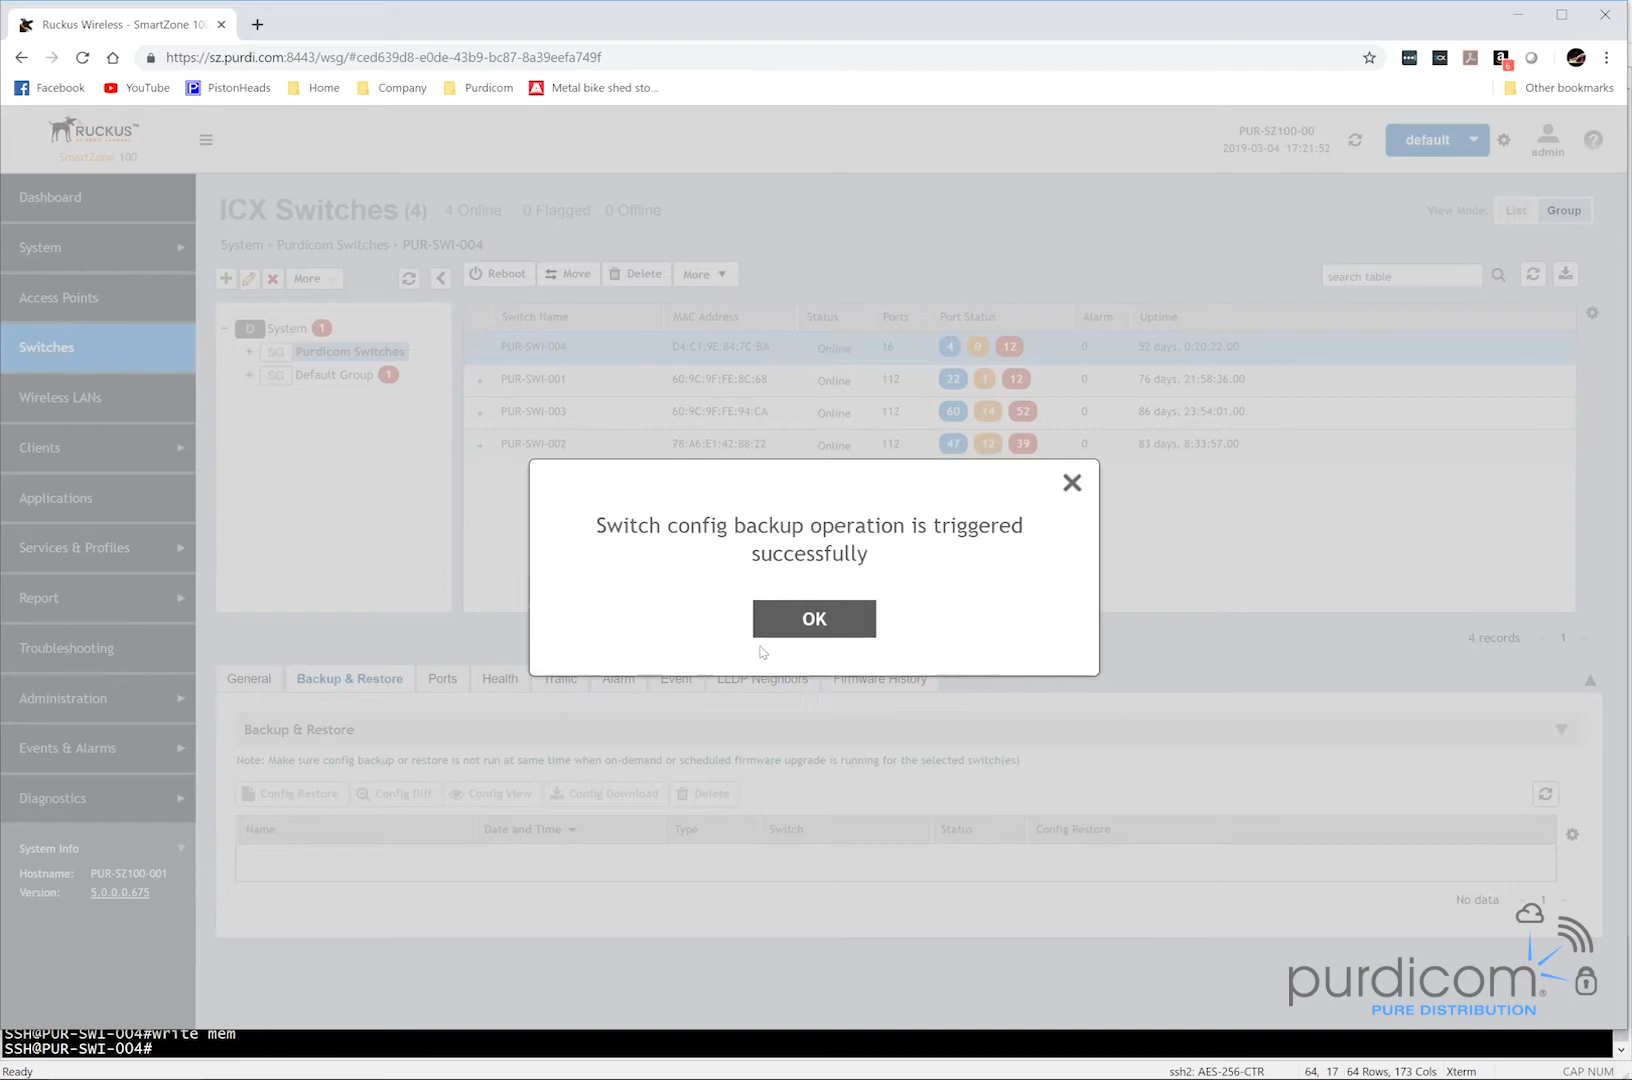 Ruckus Wireless - SmartZone 10
https://sz.purdi.com:8443/wsg/#ced639d8-e0de-43b9-bc87-8a39eefa749f
6
Facebook YouTube PistonHeads Home Company Purdicom Metal bike shed sto... Other bookmarks
RUCKUS™
SmartZone 100
PUR-SZ100-00
2019-03-04 17:21:52
default
admin
Dashboard
System
Access Points
Switches
Wireless LANs
Clients
Applications
Services & Profiles
Report
Troubleshooting
Administration
Events & Alarms
Diagnostics
System Info
Hostname: PUR-SZ100-001
Version: 5.0.0.0.675
ICX Switches (4) 4 Online 0 Flagged 0 Offline
View Mode: List Group
System › Purdicom Switches › PUR-SWI-004
More
Reboot Move Delete More
search table
D System 1
SG Purdicom Switches
SG Default Group 1
Switch Name MAC Address Status Ports Port Status Alarm Uptime
PUR-SWI-004 D4:C1:9E:84:7C:BA Online 16 4 0 12 0 52 days, 0:20:22.00
PUR-SWI-001 60:9C:9F:FE:8C:68 Online 112 22 1 12 0 76 days, 21:58:36.00
PUR-SWI-003 60:9C:9F:FE:94:CA Online 112 60 14 52 0 86 days, 23:54:01.00
PUR-SWI-002 78:A6:E1:42:88:22 Online 112 47 12 39 0 83 days, 8:33:57.00
Switch config backup operation is triggered
successfully
OK
4 records 1
General Backup & Restore Ports Health Traffic Alarm Event LLDP Neighbors Firmware History
Backup & Restore
Note: Make sure config backup or restore is not run at same time when on-demand or scheduled firmware upgrade is running for the selected switch(es)
Config Restore Config Diff Config View Config Download Delete
Name Date and Time Type Switch Status Config Restore
No data 1
purdicom®
PURE DISTRIBUTION
SSH@PUR-SWI-004#write mem
SSH@PUR-SWI-004#
Ready ssh2: AES-256-CTR 64, 17 64 Rows, 173 Cols Xterm CAP NUM